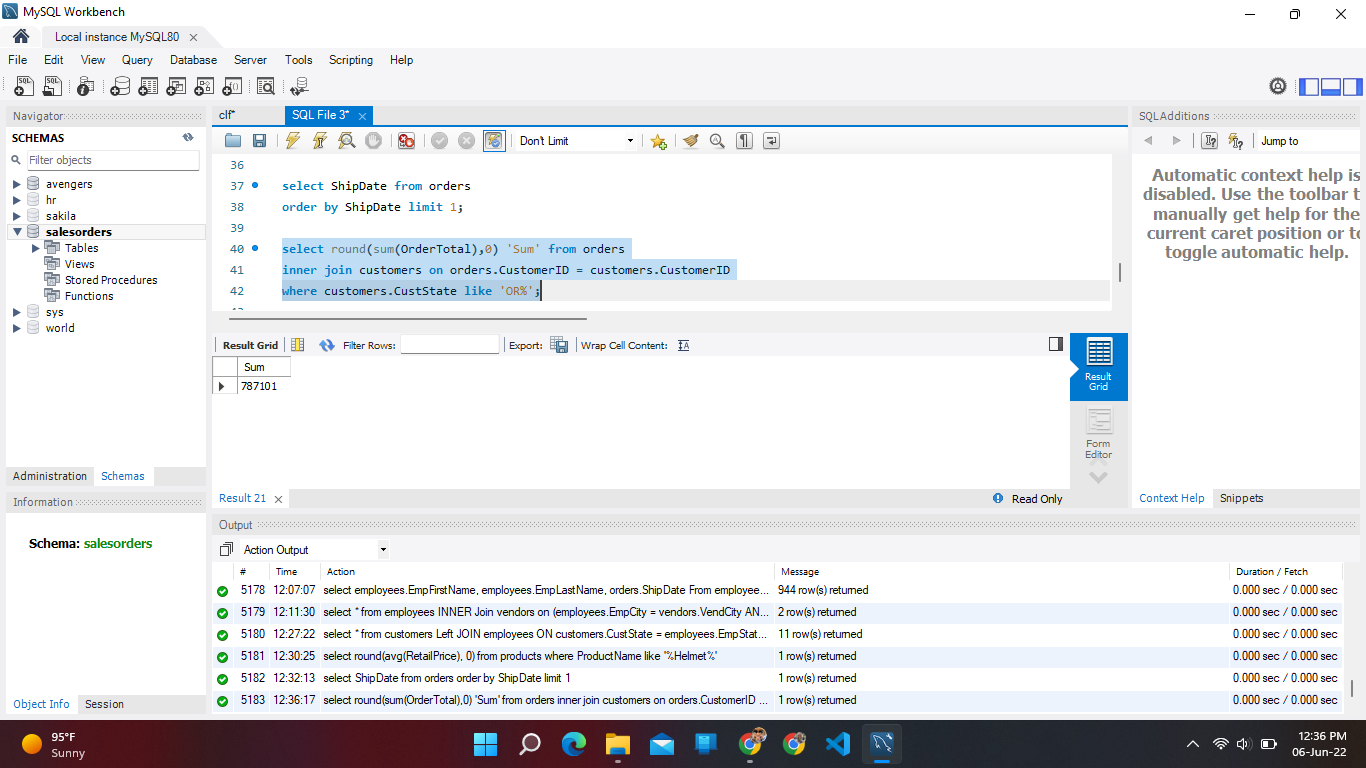 MySQL Workbench
Local instance MySQL80
File Edit View Query Database Server Tools Scripting Help
Navigator
SCHEMAS
Filter objects
avengers
hr
sakila
salesorders
Tables
Views
Stored Procedures
Functions
sys
world
Administration Schemas
Information
Schema: salesorders
Object Info Session
clf* SQL File 3*
Don't Limit
36
37 select ShipDate from orders
38 order by ShipDate limit 1;
39
40 select round(sum(OrderTotal),0) 'Sum' from orders
41 inner join customers on orders.CustomerID = customers.CustomerID
42 where customers.CustState like 'OR%';
Result Grid Filter Rows: Export: Wrap Cell Content:
Sum
787101
Result Grid
Form Editor
Result 21 Read Only
SQLAdditions
Jump to
Automatic context help is
disabled. Use the toolbar t
manually get help for the
current caret position or to
toggle automatic help.
Context Help Snippets
Output
Action Output
# Time Action Message Duration / Fetch
5178 12:07:07 select employees.EmpFirstName, employees.EmpLastName, orders.ShipDate From employee... 944 row(s) returned 0.000 sec / 0.000 sec
5179 12:11:30 select * from employees INNER Join vendors on (employees.EmpCity = vendors.VendCity AN... 2 row(s) returned 0.000 sec / 0.000 sec
5180 12:27:22 select * from customers Left JOIN employees ON customers.CustState = employees.EmpStat... 11 row(s) returned 0.000 sec / 0.000 sec
5181 12:30:25 select round(avg(RetailPrice), 0) from products where ProductName like '%Helmet%' 1 row(s) returned 0.000 sec / 0.000 sec
5182 12:32:13 select ShipDate from orders order by ShipDate limit 1 1 row(s) returned 0.000 sec / 0.000 sec
5183 12:36:17 select round(sum(OrderTotal),0) 'Sum' from orders inner join customers on orders.CustomerID ... 1 row(s) returned 0.000 sec / 0.000 sec
95°F
Sunny
12:36 PM
06-Jun-22